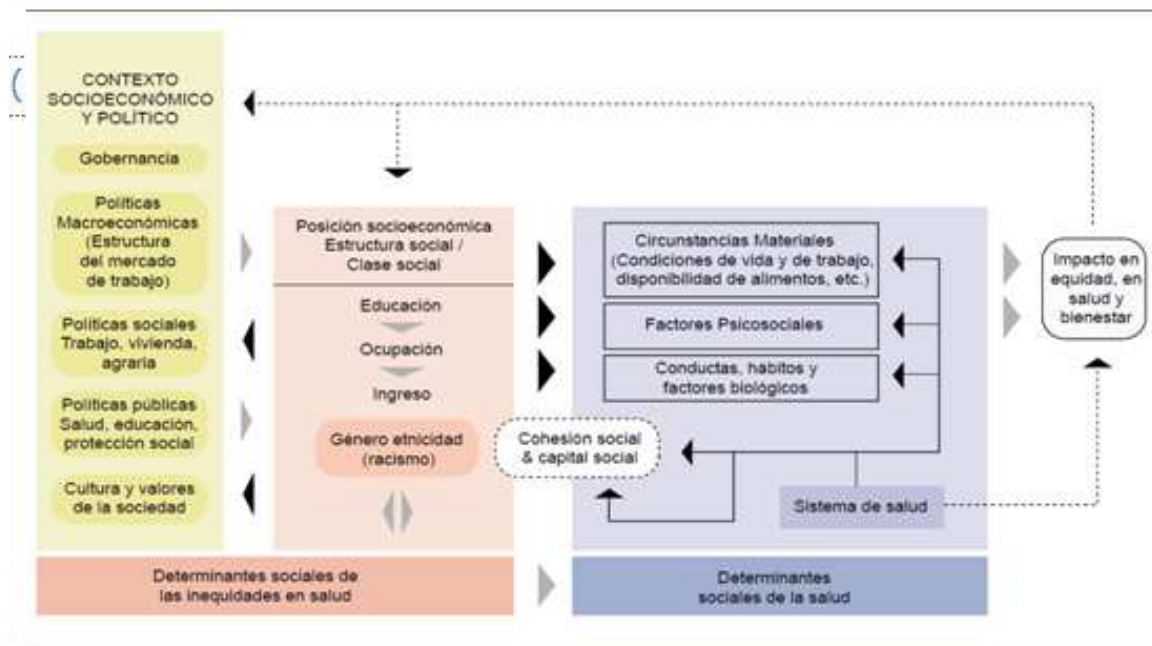 CONTEXTO
SOCIOECONÓMICO
Y POLÍTICO
Gobernancia
Políticas
Macroeconómicas
(Estructura
del mercado
de trabajo)
Políticas sociales
Trabajo, vivienda,
agraria
Políticas públicas
Salud, educación,
protección social
Cultura y valores
de la sociedad
Posición socioeconómica
Estructura social /
Clase social
Educación
Ocupación
Ingreso
Género etnicidad
(racismo)
Cohesión social
& capital social
Circunstancias Materiales
(Condiciones de vida y de trabajo,
disponibilidad de alimentos, etc.)
Factores Psicosociales
Conductas, habitos y
factores biológicos
Sistema de salud
Impacto en
equidad, en
salud y
bienestar
Determinantes sociales de
las inequidades en salud
Determinantes
sociales de la salud